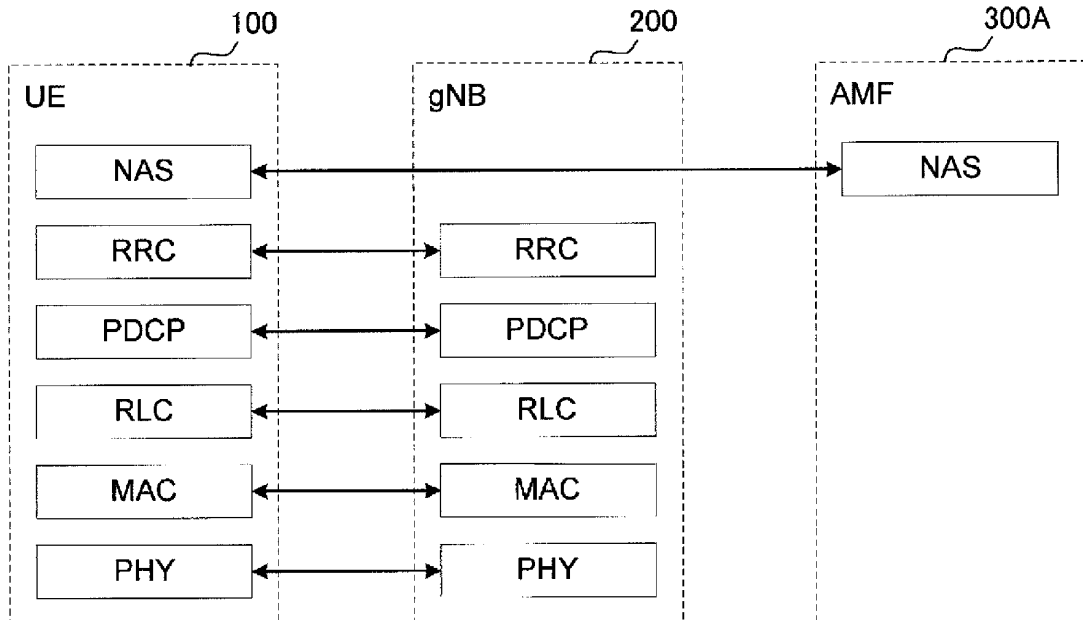 100 200 300A
UE gNB AMF
NAS NAS
RRC RRC
PDCP PDCP
RLC RLC
MAC MAC
PHY PHY